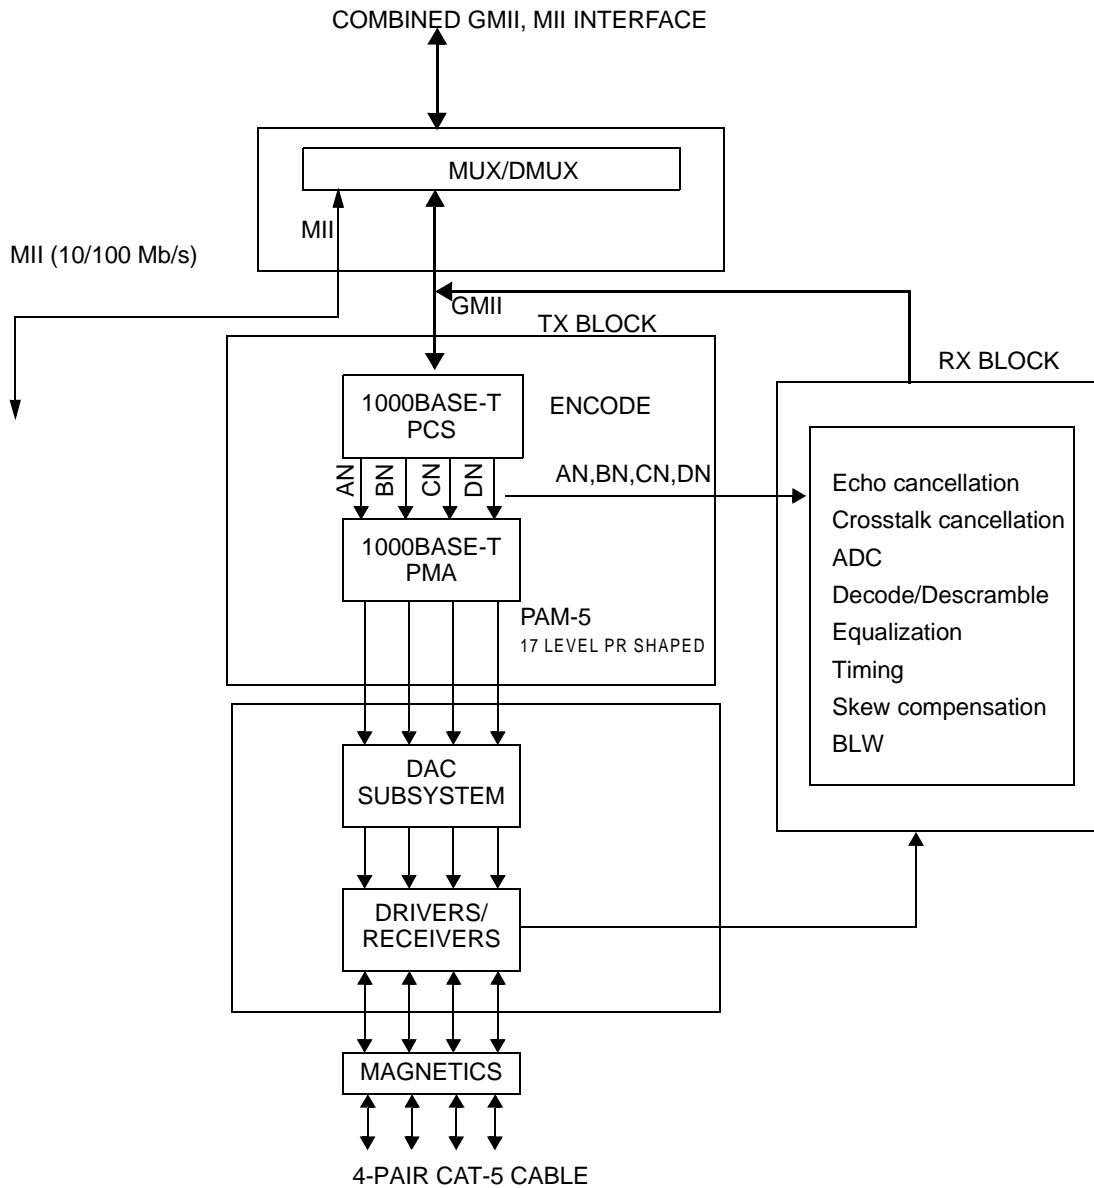 COMBINED GMII, MII INTERFACE
MUX/DMUX
MII
MII (10/100 Mb/s)
GMII
TX BLOCK
RX BLOCK
1000BASE-T
PCS
ENCODE
AN
BN
CN
DN
AN,BN,CN,DN
1000BASE-T
PMA
PAM-5
17 LEVEL PR SHAPED
Echo cancellation
Crosstalk cancellation
ADC
Decode/Descramble
Equalization
Timing
Skew compensation
BLW
DAC
SUBSYSTEM
DRIVERS/
RECEIVERS
MAGNETICS
4-PAIR CAT-5 CABLE